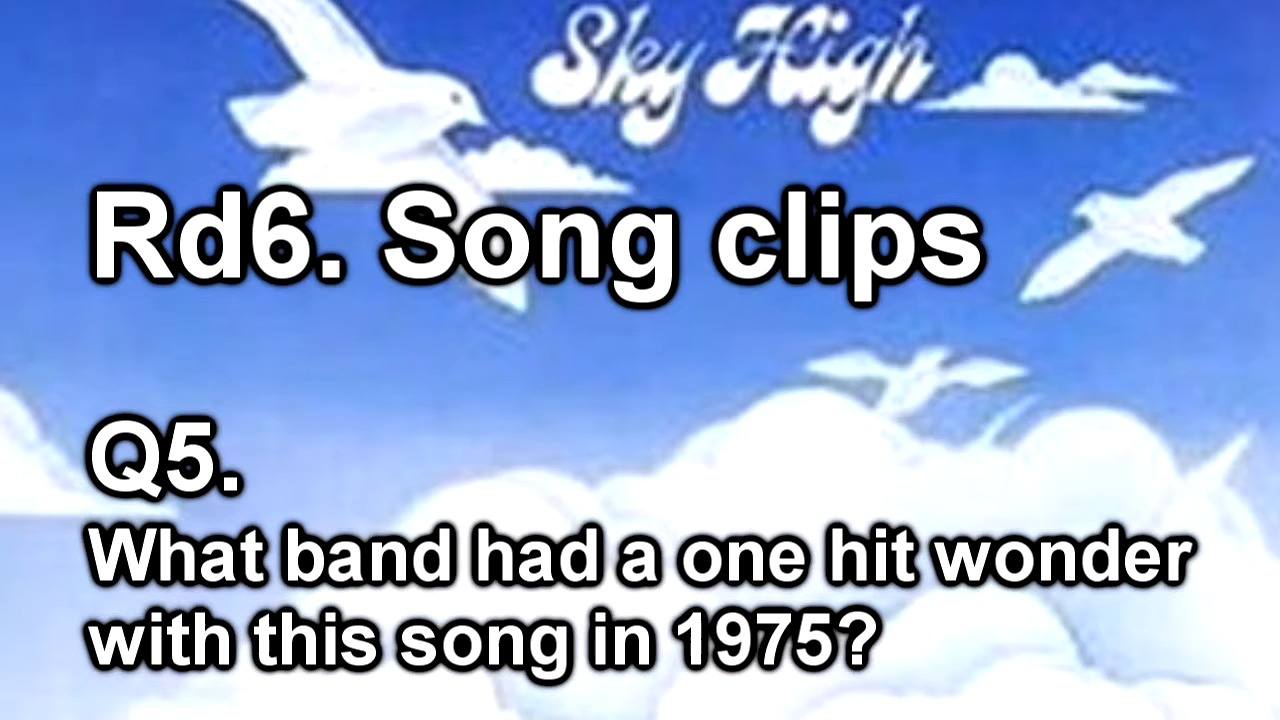 Sky High
Rd6. Song clips
Q5.
What band had a one hit wonder
with this song in 1975?